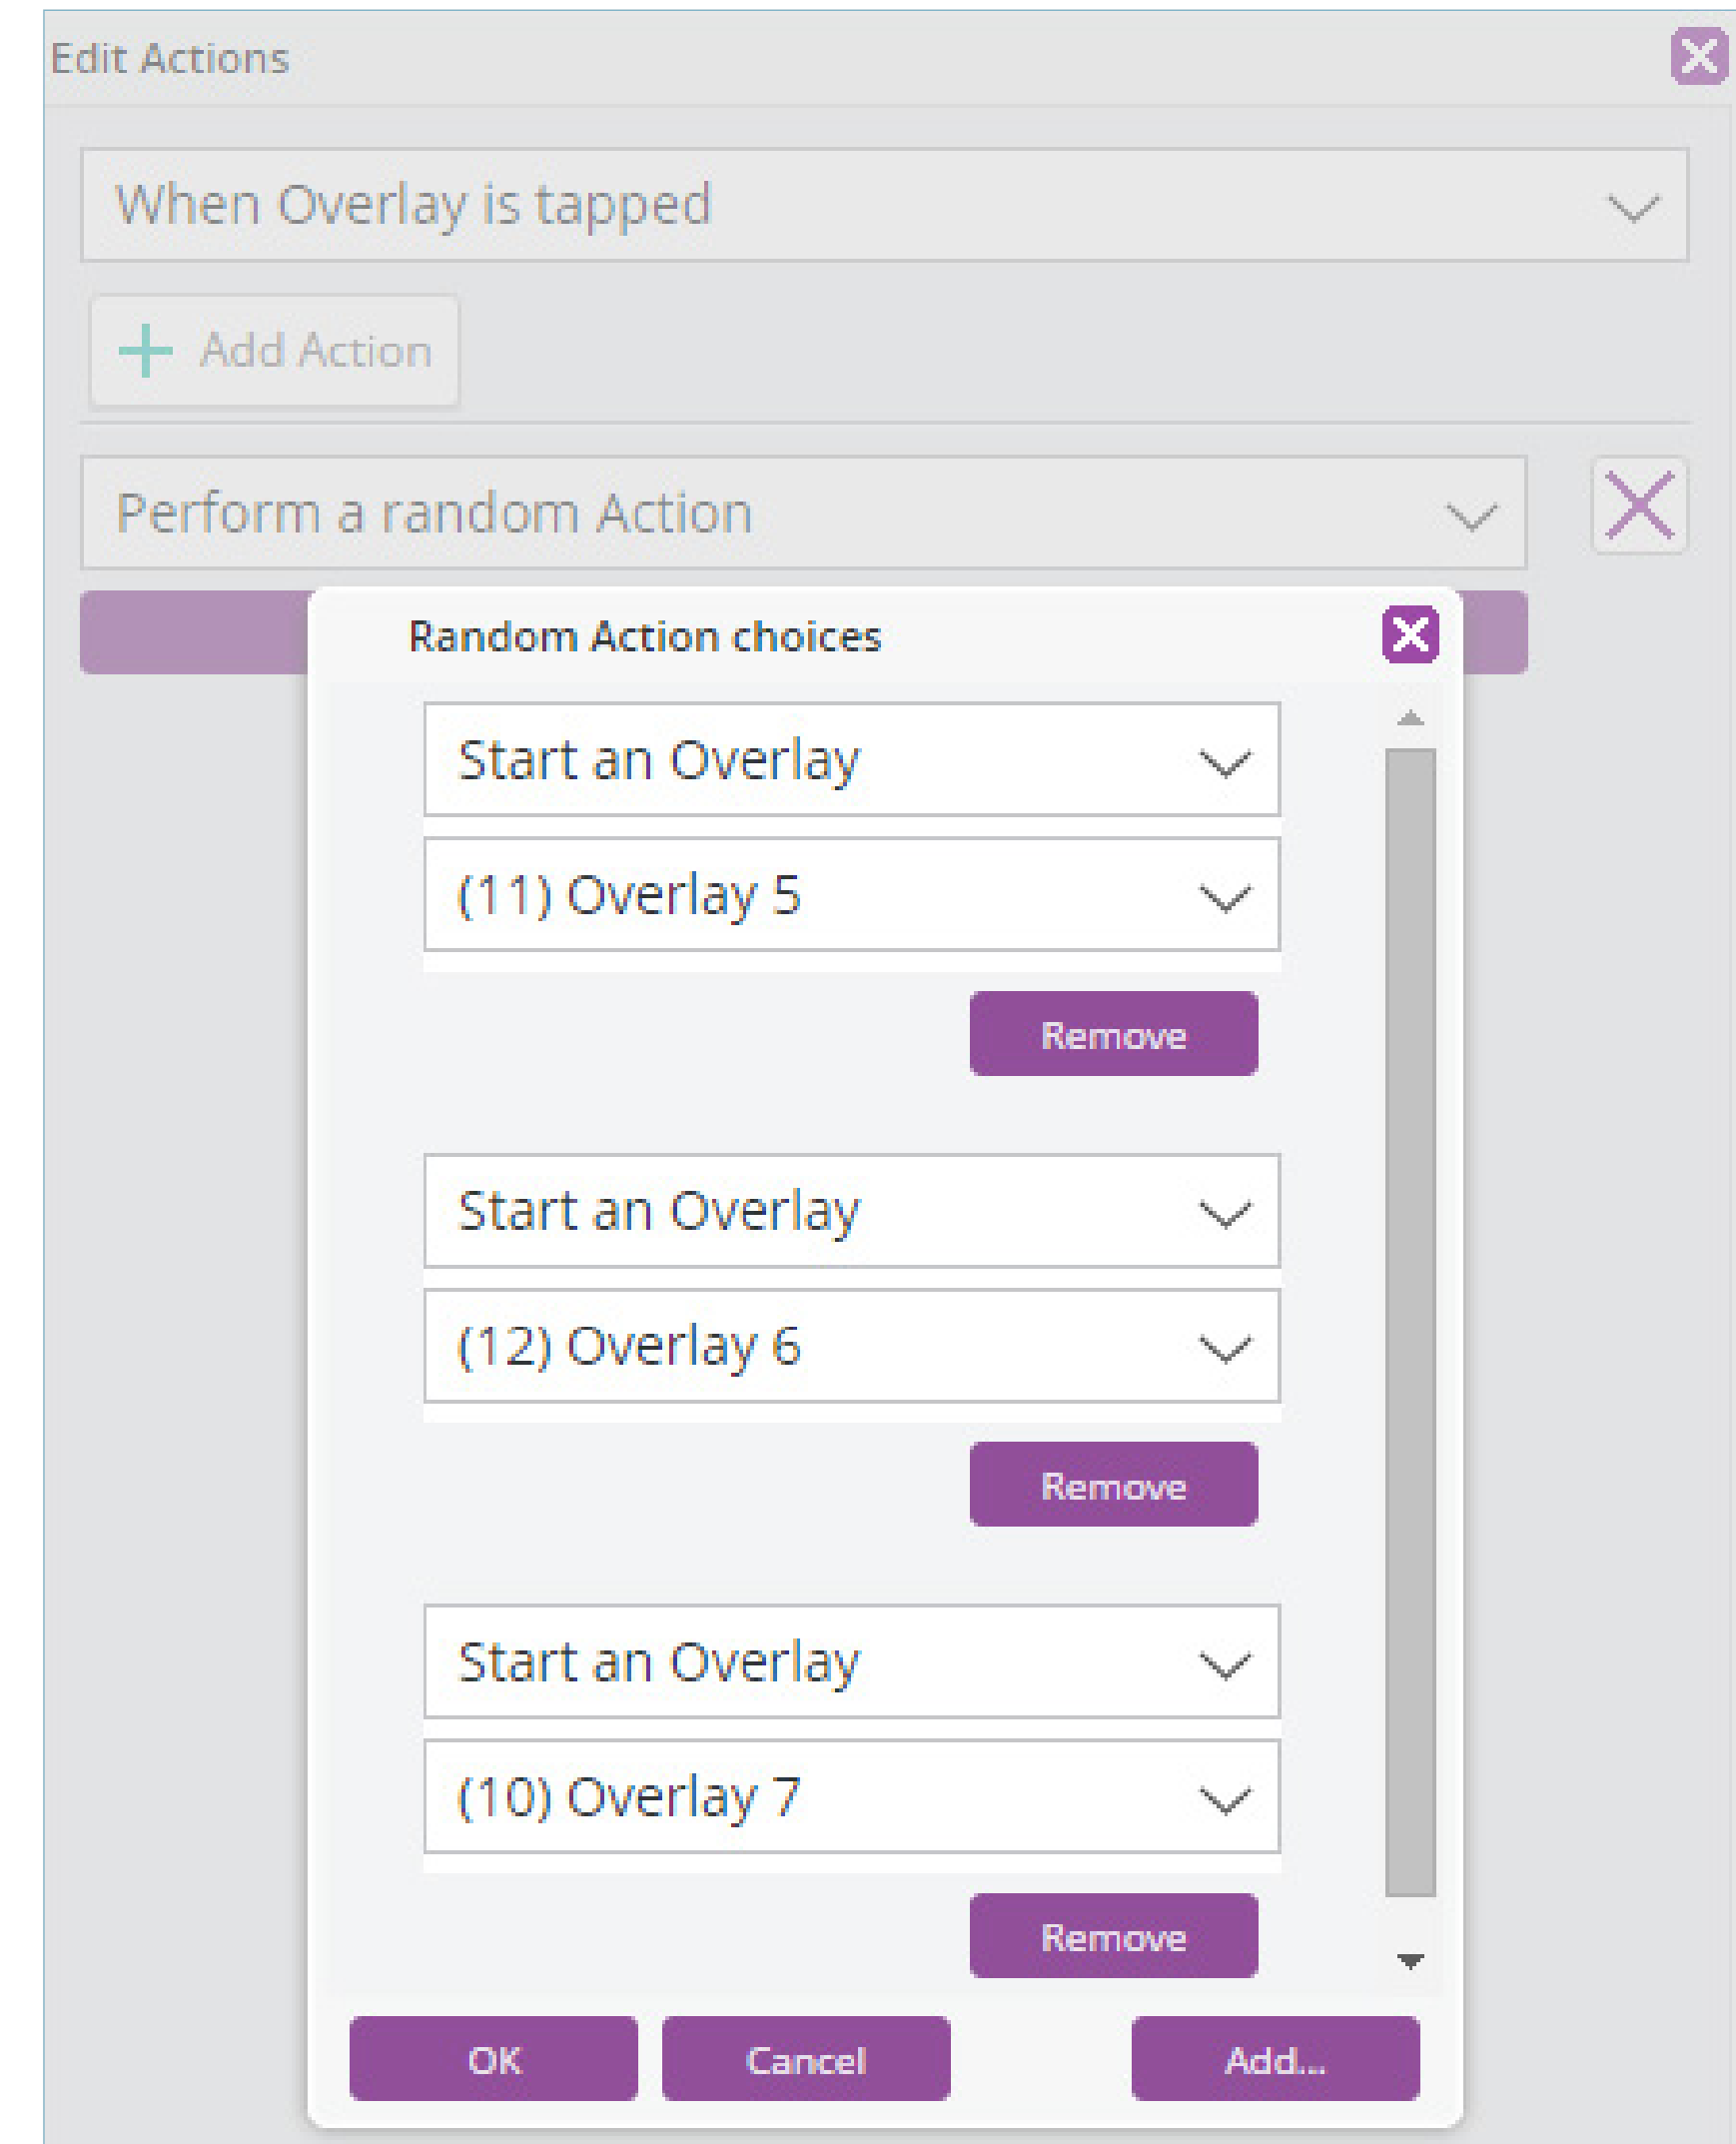 Edit Actions
When Overlay is tapped
Add Action
Perform a random Action
Random Action choices
Start an Overlay
(11) Overlay 5
Remove
Start an Overlay
(12) Overlay 6
Remove
Start an Overlay
(10) Overlay 7
Remove
OK Cancel Add...